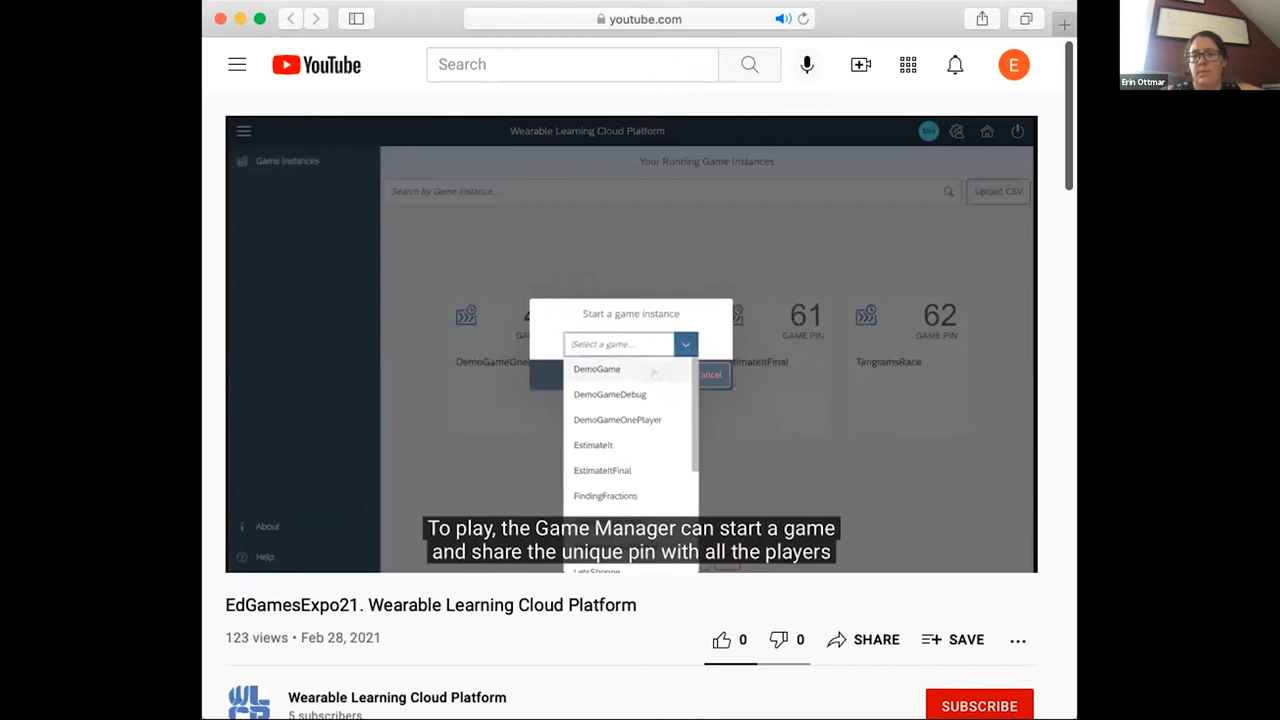 youtube.com
YouTube
Search
E
Erin Ottmar
Wearable Learning Cloud Platform
Game Instances
Your Running Game Instances
Search by Game Instance...
Upload CSV
Start a game instance
Select a game...
61
62
GAME PIN
GAME PIN
TangramsRace
DemoGame
Cancel
DemoGameDebug
DemoGameOnePlayer
EstimateIt
EstimateItFinal
FindingFractions
About
Help
To play, the Game Manager can start a game
and share the unique pin with all the players
EdGamesExpo21. Wearable Learning Cloud Platform
123 views • Feb 28, 2021
0
0
SHARE
SAVE
Wearable Learning Cloud Platform
5 subscribers
SUBSCRIBE